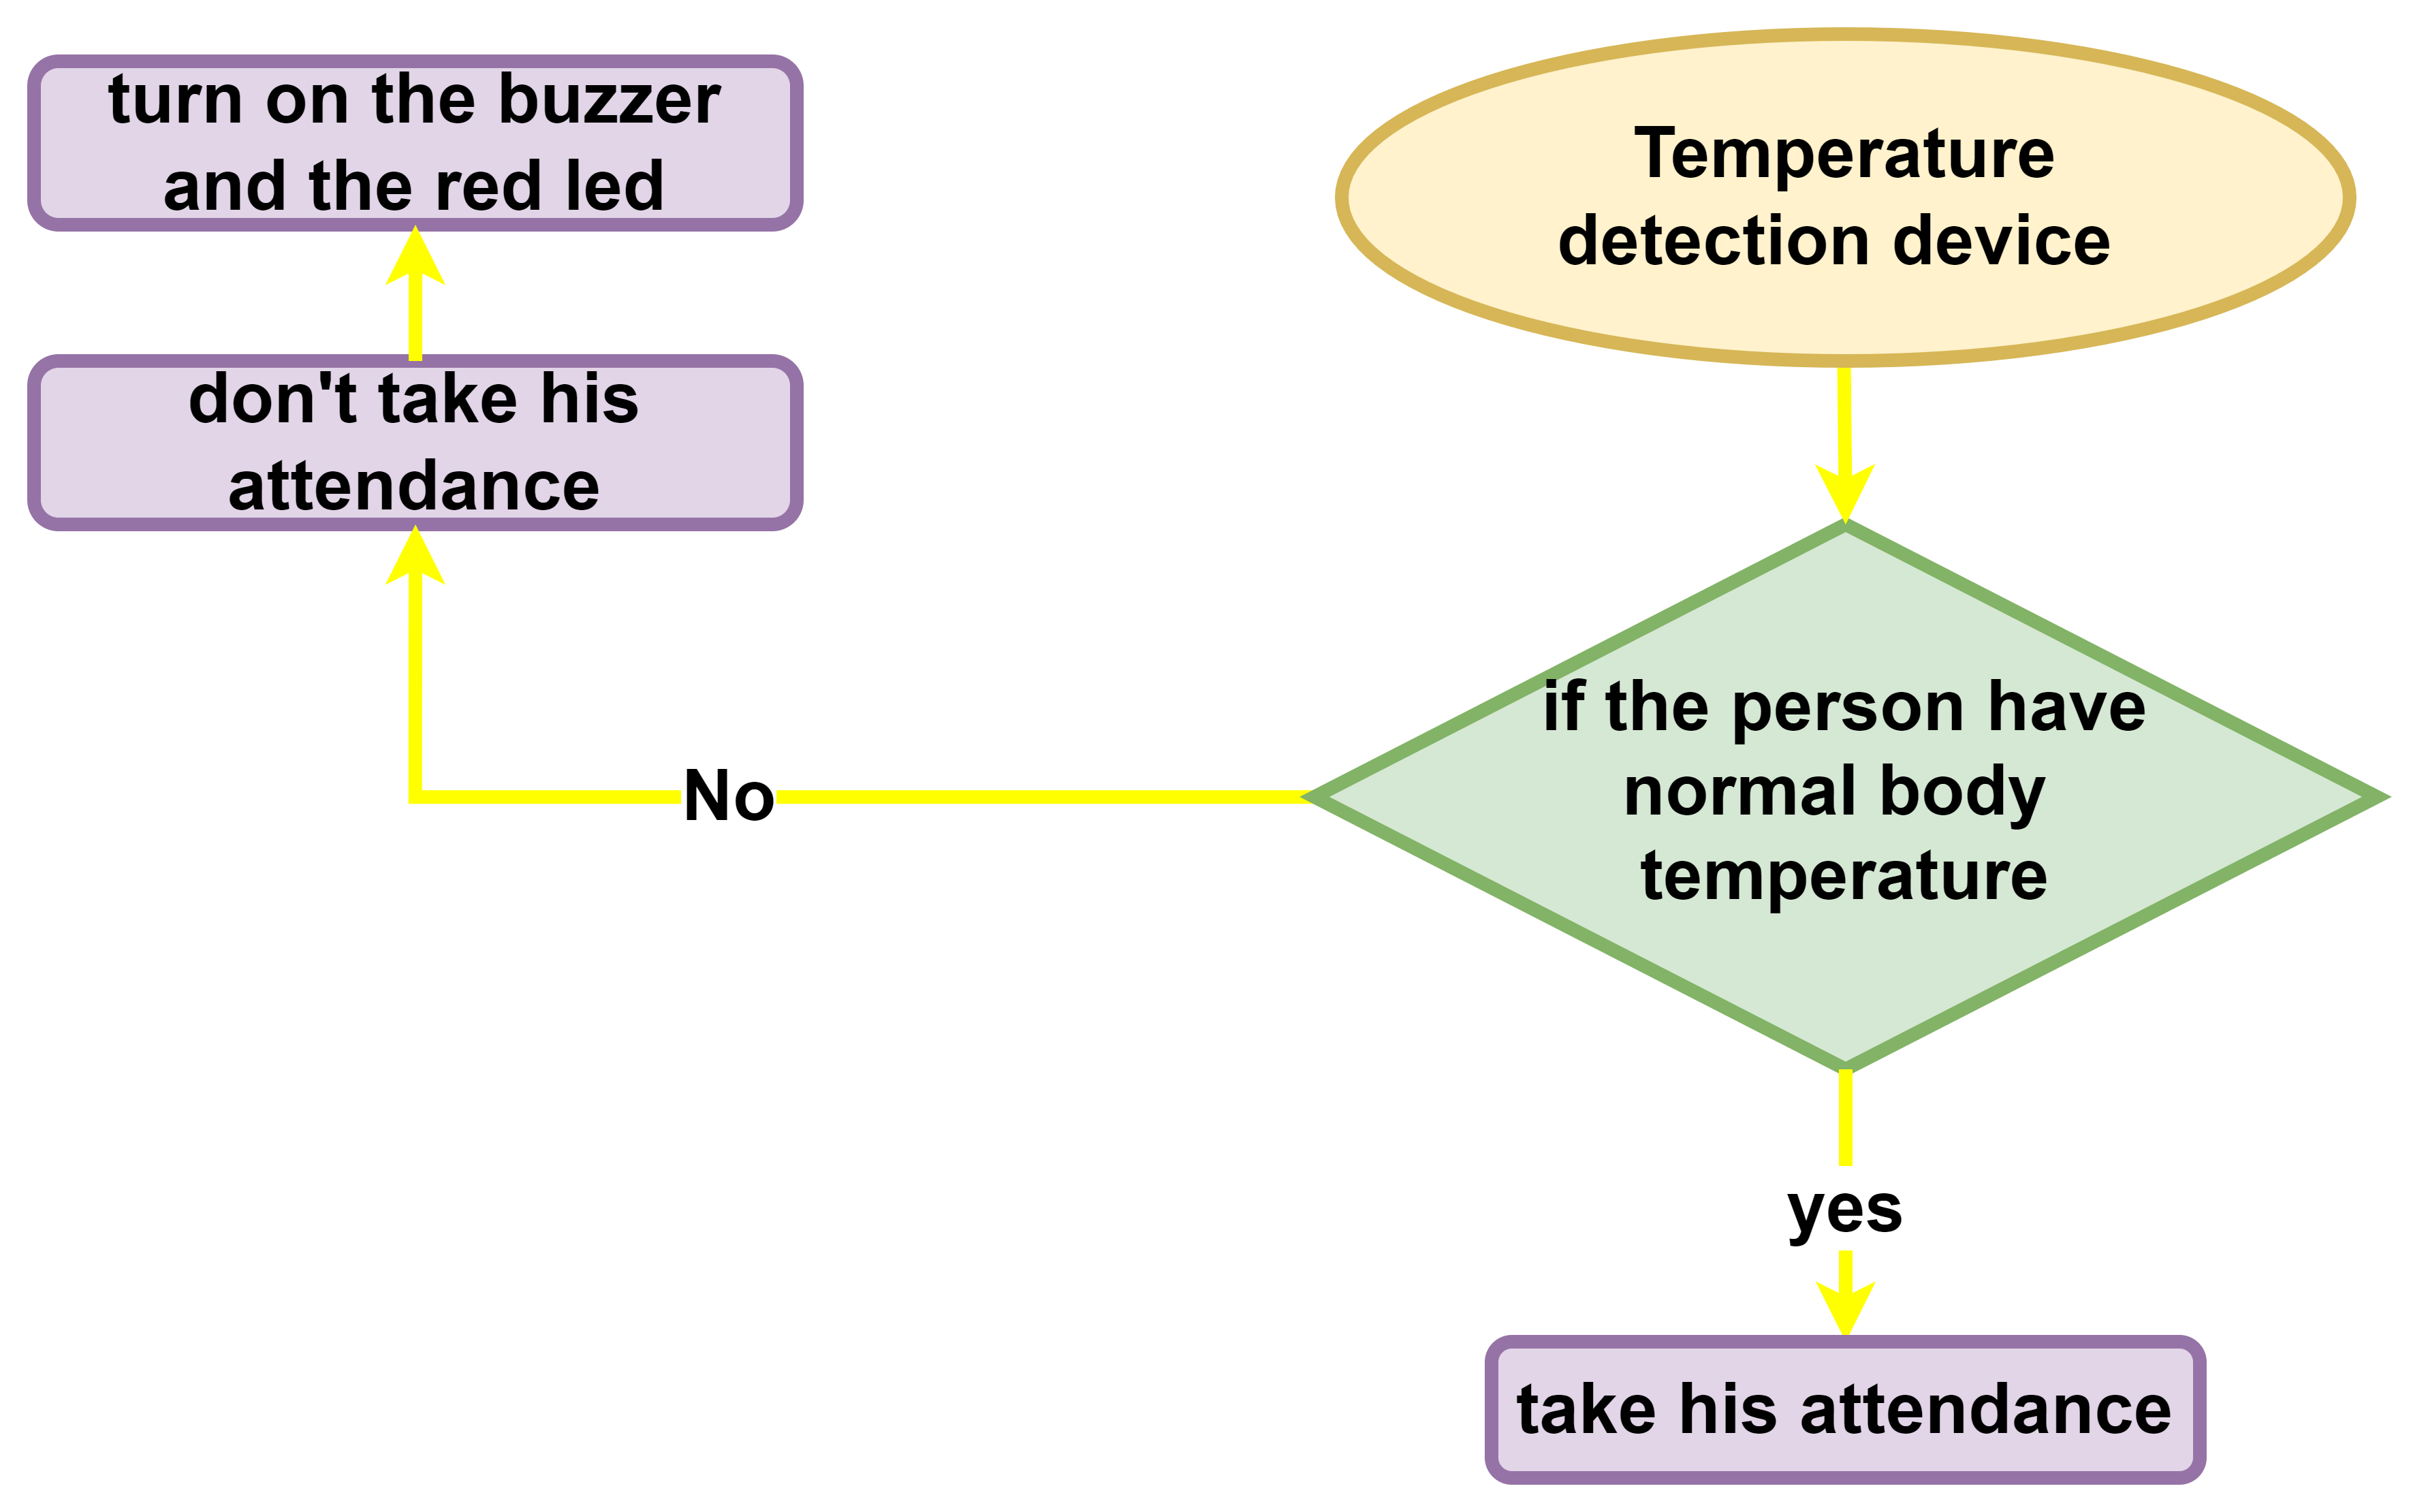 turn on the buzzer
and the red led
Temperature
detection device
don't take his
attendance
if the person have
normal body
temperature
No
yes
take his attendance